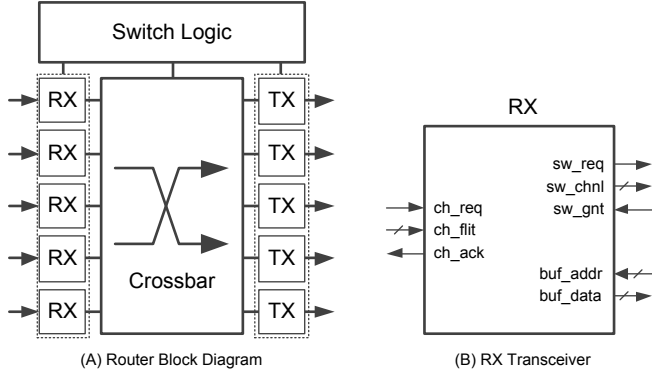 Switch Logic
RX
TX
RX
TX
RX
TX
RX
TX
RX
TX
Crossbar
(A) Router Block Diagram
RX
sw_req
sw_chnl
sw_gnt
ch_req
ch_flit
ch_ack
buf_addr
buf_data
(B) RX Transceiver